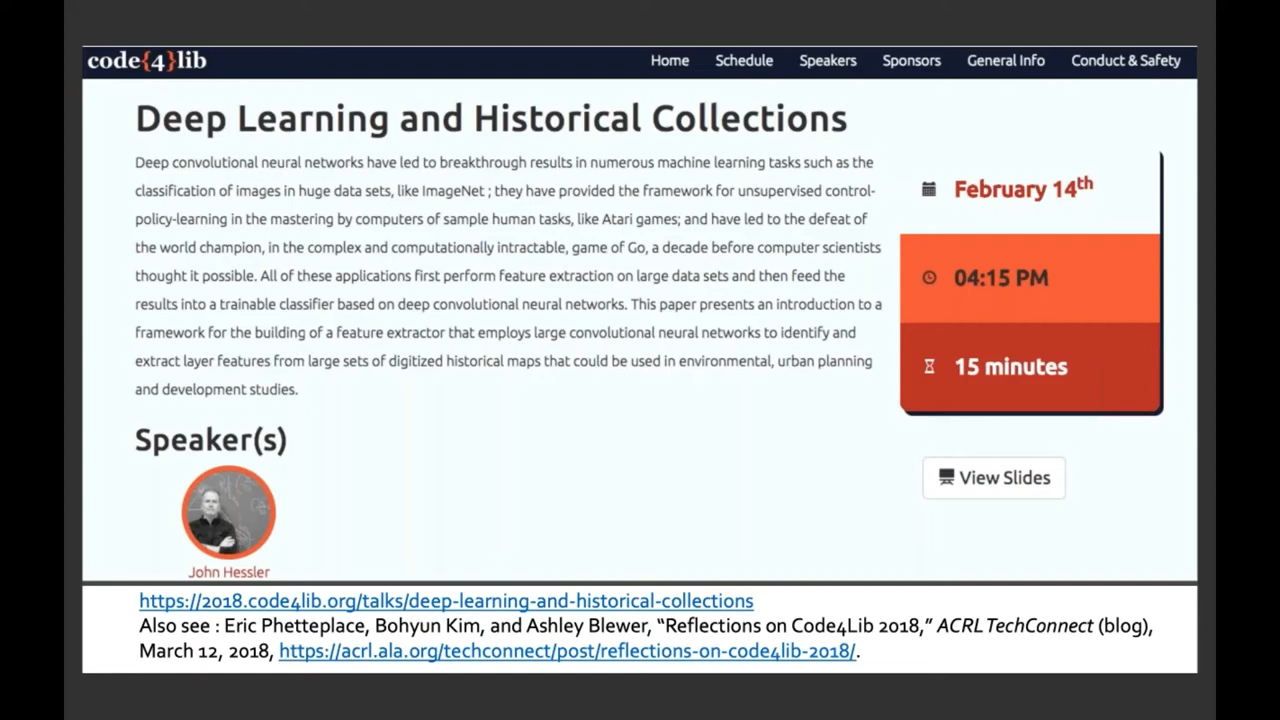 code{4}lib
Home Schedule Speakers Sponsors General Info Conduct & Safety
Deep Learning and Historical Collections
Deep convolutional neural networks have led to breakthrough results in numerous machine learning tasks such as the
classification of images in huge data sets, like ImageNet ; they have provided the framework for unsupervised control-
policy-learning in the mastering by computers of sample human tasks, like Atari games; and have led to the defeat of
the world champion, in the complex and computationally intractable, game of Go, a decade before computer scientists
thought it possible. All of these applications first perform feature extraction on large data sets and then feed the
results into a trainable classifier based on deep convolutional neural networks. This paper presents an introduction to a
framework for the building of a feature extractor that employs large convolutional neural networks to identify and
extract layer features from large sets of digitized historical maps that could be used in environmental, urban planning
and development studies.
February 14th
04:15 PM
15 minutes
View Slides
Speaker(s)
John Hessler
https://2018.code4lib.org/talks/deep-learning-and-historical-collections
Also see : Eric Phetteplace, Bohyun Kim, and Ashley Blewer, “Reflections on Code4Lib 2018,” ACRL TechConnect (blog),
March 12, 2018, https://acrl.ala.org/techconnect/post/reflections-on-code4lib-2018/.